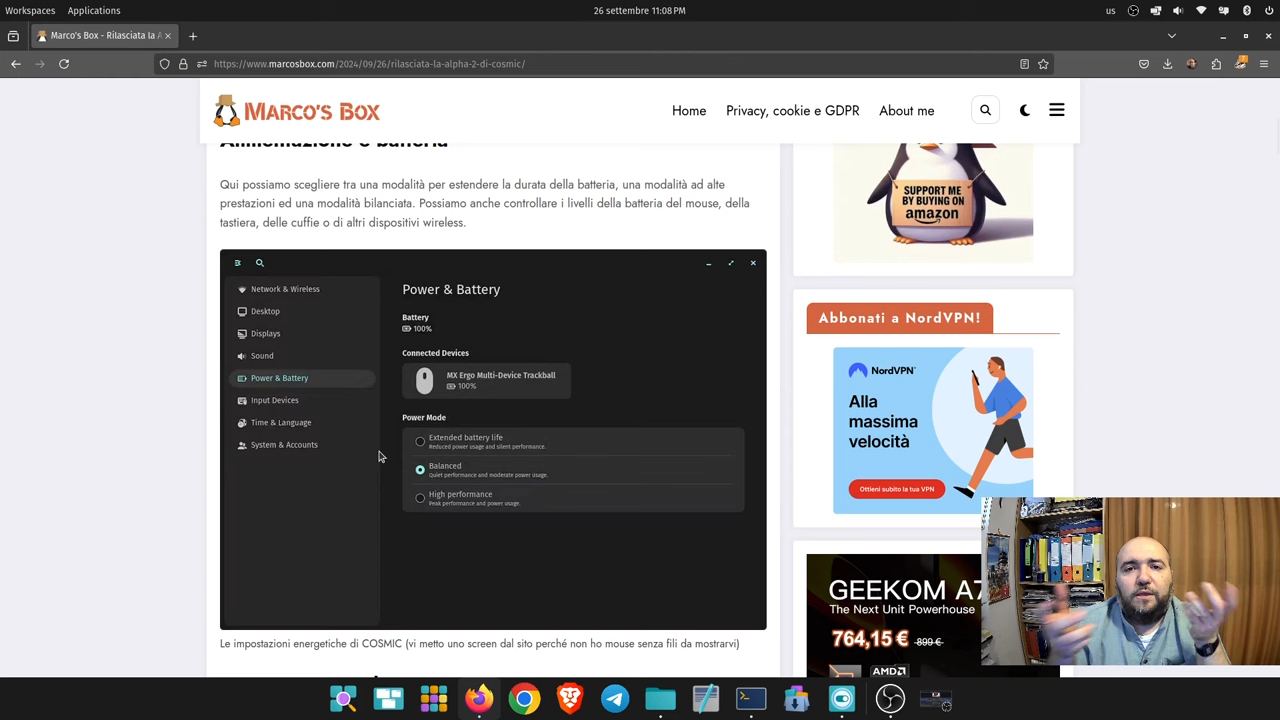 Workspaces Applications 26 settembre 11:08 PM us
Marco's Box - Rilasciata la A
https://www.marcosbox.com/2024/09/26/rilasciata-la-alpha-2-di-cosmic/
MARCO'S BOX Home Privacy, cookie e GDPR About me
Alimentazione e batteria
Qui possiamo scegliere tra una modalità per estendere la durata della batteria, una modalità ad alte
prestazioni ed una modalità bilanciata. Possiamo anche controllare i livelli della batteria del mouse, della
tastiera, delle cuffie o di altri dispositivi wireless.
Network & Wireless
Desktop
Displays
Sound
Power & Battery
Input Devices
Time & Language
System & Accounts
Power & Battery
Battery
100%
Connected Devices
MX Ergo Multi-Device Trackball
100%
Power Mode
Extended battery life
Reduced power usage and silent performance.
Balanced
Quiet performance and moderate power usage.
High performance
Peak performance and power usage.
Le impostazioni energetiche di COSMIC (vi metto uno screen dal sito perché non ho mouse senza fili da mostrarvi)
SUPPORT ME
BY BUYING ON
amazon
Abbonati a NordVPN!
NordVPN
Alla
massima
velocità
Ottieni subito la tua VPN
GEEKOM A7
The Next Unit Powerhouse
764,15 € 899 €
AMD